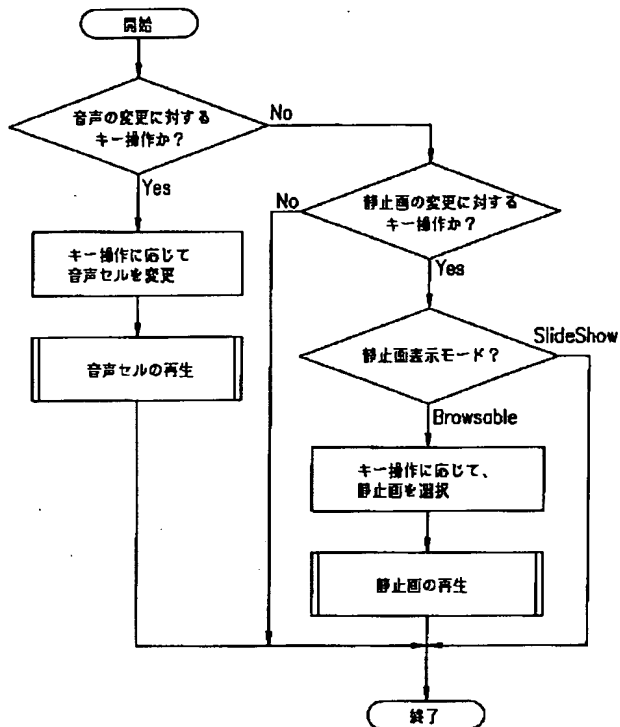 開始
音声の変更に対する
キー操作か?
No
Yes
静止画の変更に対する
キー操作か?
No
Yes
キー操作に応じて
音声セルを変更
音声セルの再生
静止画表示モード?
SlideShow
Browsable
キー操作に応じて、
静止画を選択
静止画の再生
終了